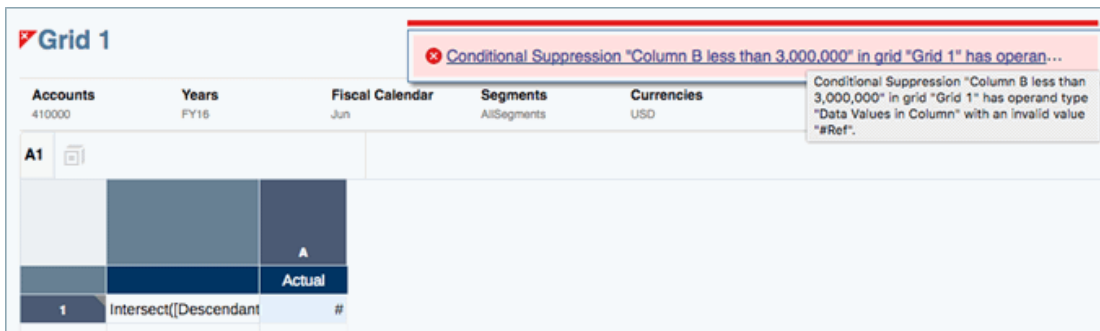 Grid 1
Conditional Suppression "Column B less than 3,000,000" in grid "Grid 1" has operan...
Conditional Suppression "Column B less than
3,000,000" in grid "Grid 1" has operand type
"Data Values in Column" with an invalid value
"#Ref".
Accounts Years Fiscal Calendar Segments Currencies
410000 FY16 Jun AllSegments USD
A1
A
Actual
1 Intersect([Descendant #